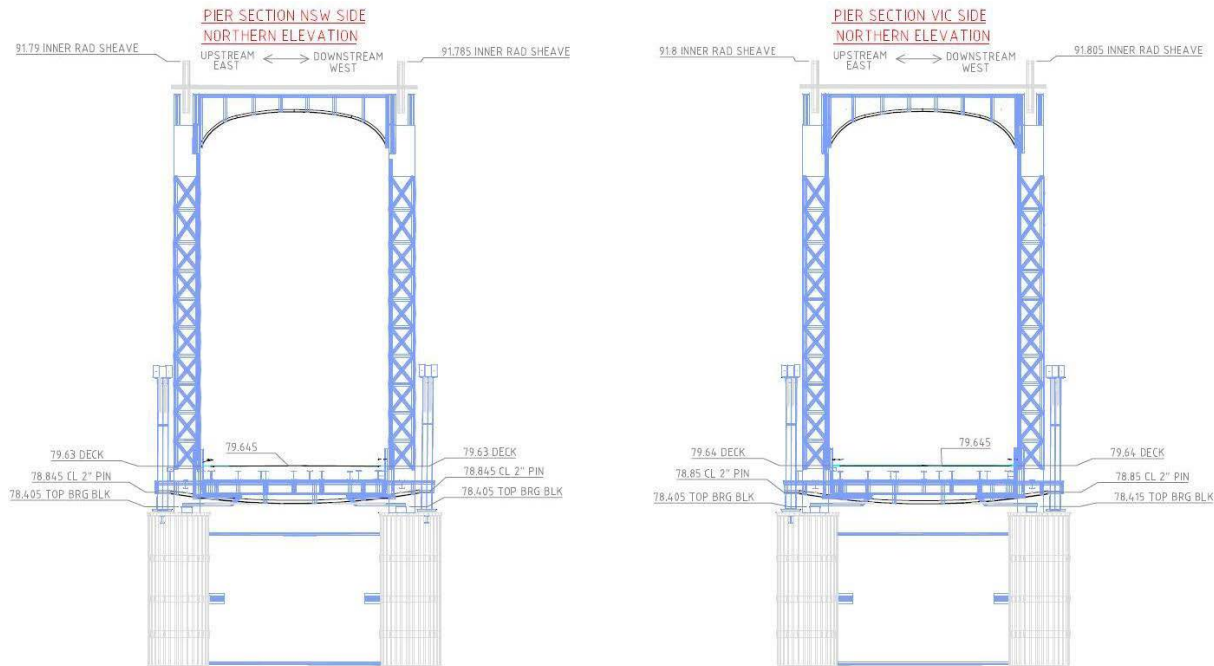 PIER SECTION NSW SIDE
NORTHERN ELEVATION
91.79 INNER RAD SHEAVE
UPSTREAM
EAST
DOWNSTREAM
WEST
91.785 INNER RAD SHEAVE
79.63 DECK
79.645
79.63 DECK
78.845 CL 2" PIN
78.845 CL 2" PIN
78.405 TOP BRG BLK
78.405 TOP BRG BLK
PIER SECTION VIC SIDE
NORTHERN ELEVATION
91.8 INNER RAD SHEAVE
UPSTREAM
EAST
DOWNSTREAM
WEST
91.805 INNER RAD SHEAVE
79.64 DECK
79.645
79.64 DECK
78.85 CL 2" PIN
78.85 CL 2" PIN
78.405 TOP BRG BLK
78.415 TOP BRG BLK